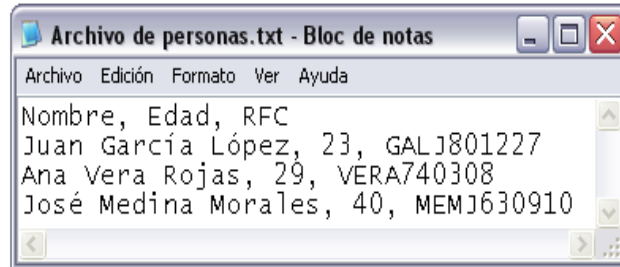 Archivo de personas.txt - Bloc de notas
Archivo Edición Formato Ver Ayuda
Nombre, Edad, RFC
Juan García López, 23, GALJ801227
Ana Vera Rojas, 29, VERA740308
José Medina Morales, 40, MEMJ630910